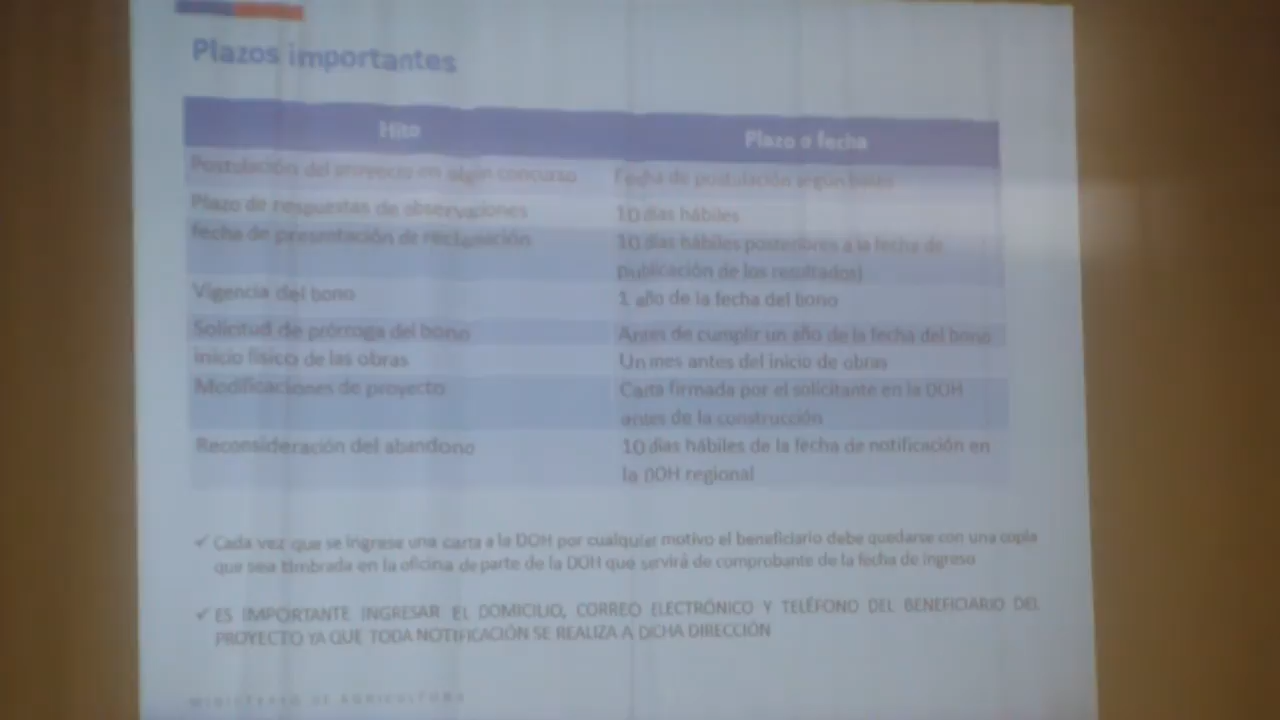 Plazos importantes
Hito
Plazo o fecha
Postulación del proyecto en algún concurso
Fecha de postulación según bases
Plazo de respuestas de observaciones
10 días hábiles
fecha de presentación de reclamación
10 días hábiles posteriores a la fecha de
publicación de los resultados)
Vigencia del bono
1 año de la fecha del bono
Solicitud de prórroga del bono
Antes de cumplir un año de la fecha del bono
inicio físico de las obras
Un mes antes del inicio de obras
Modificaciones de proyecto
Carta firmada por el solicitante en la DOH
antes de la construcción
Reconsideración del abandono
10 días hábiles de la fecha de notificación en
la DOH regional
✓ Cada vez que se ingrese una carta a la DOH por cualquier motivo el beneficiario debe quedarse con una copia
que sea timbrada en la oficina de parte de la DOH que servirá de comprobante de la fecha de ingreso
✓ ES IMPORTANTE INGRESAR EL DOMICILIO, CORREO ELECTRÓNICO Y TELÉFONO DEL BENEFICIARIO DEL
PROYECTO YA QUE TODA NOTIFICACIÓN SE REALIZA A DICHA DIRECCIÓN
MINISTERIO DE AGRICULTURA